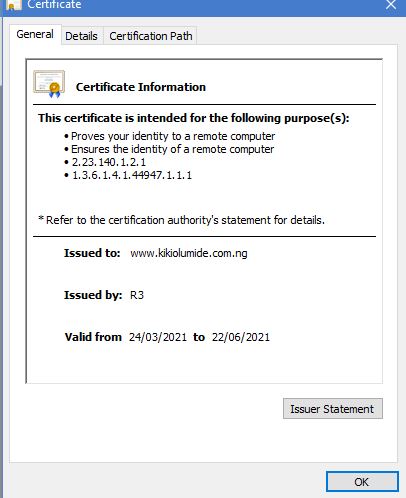 Certificate
General Details Certification Path
Certificate Information
This certificate is intended for the following purpose(s):
• Proves your identity to a remote computer
• Ensures the identity of a remote computer
• 2.23.140.1.2.1
• 1.3.6.1.4.1.44947.1.1.1
* Refer to the certification authority's statement for details.
Issued to: www.kikiolumide.com.ng
Issued by: R3
Valid from 24/03/2021 to 22/06/2021
Issuer Statement
OK